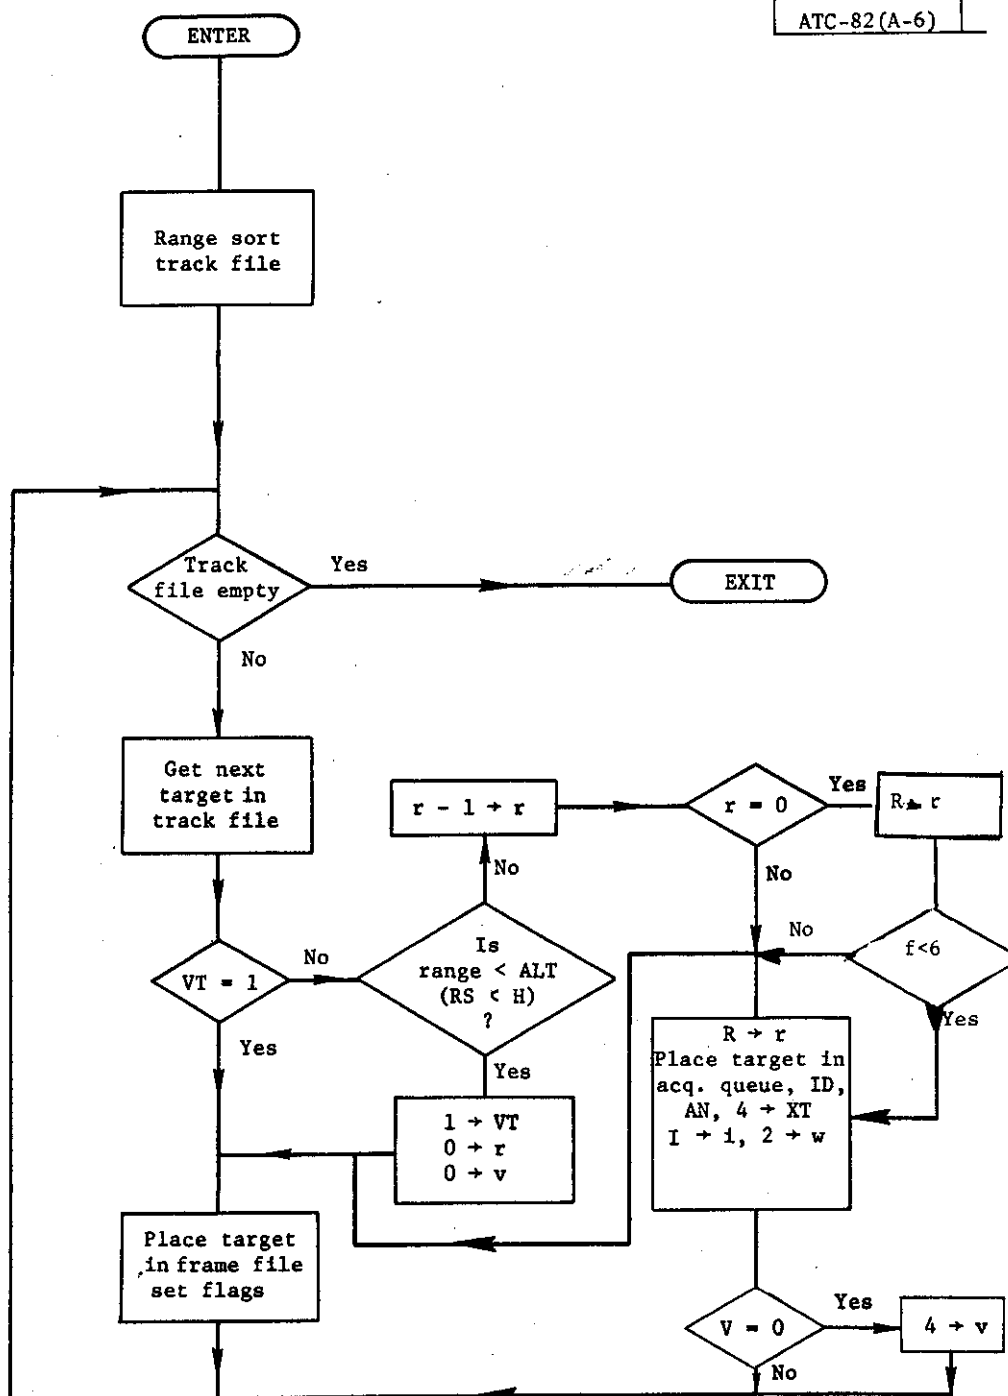 ATC-82(A-6)
ENTER
Range sort
track file
Track
file empty
Yes
EXIT
No
Get next
target in
track file
r - 1 → r
r = 0
Yes
R → r
No
No
VT = 1
No
Is
range < ALT
(RS < H)
?
No
f<6
Yes
Yes
Yes
R → r
Place target in
acq. queue, ID,
AN, 4 → XT
I → i, 2 → w
1 → VT
0 → r
0 → v
Place target
in frame file
set flags
V = 0
Yes
4 → v
No